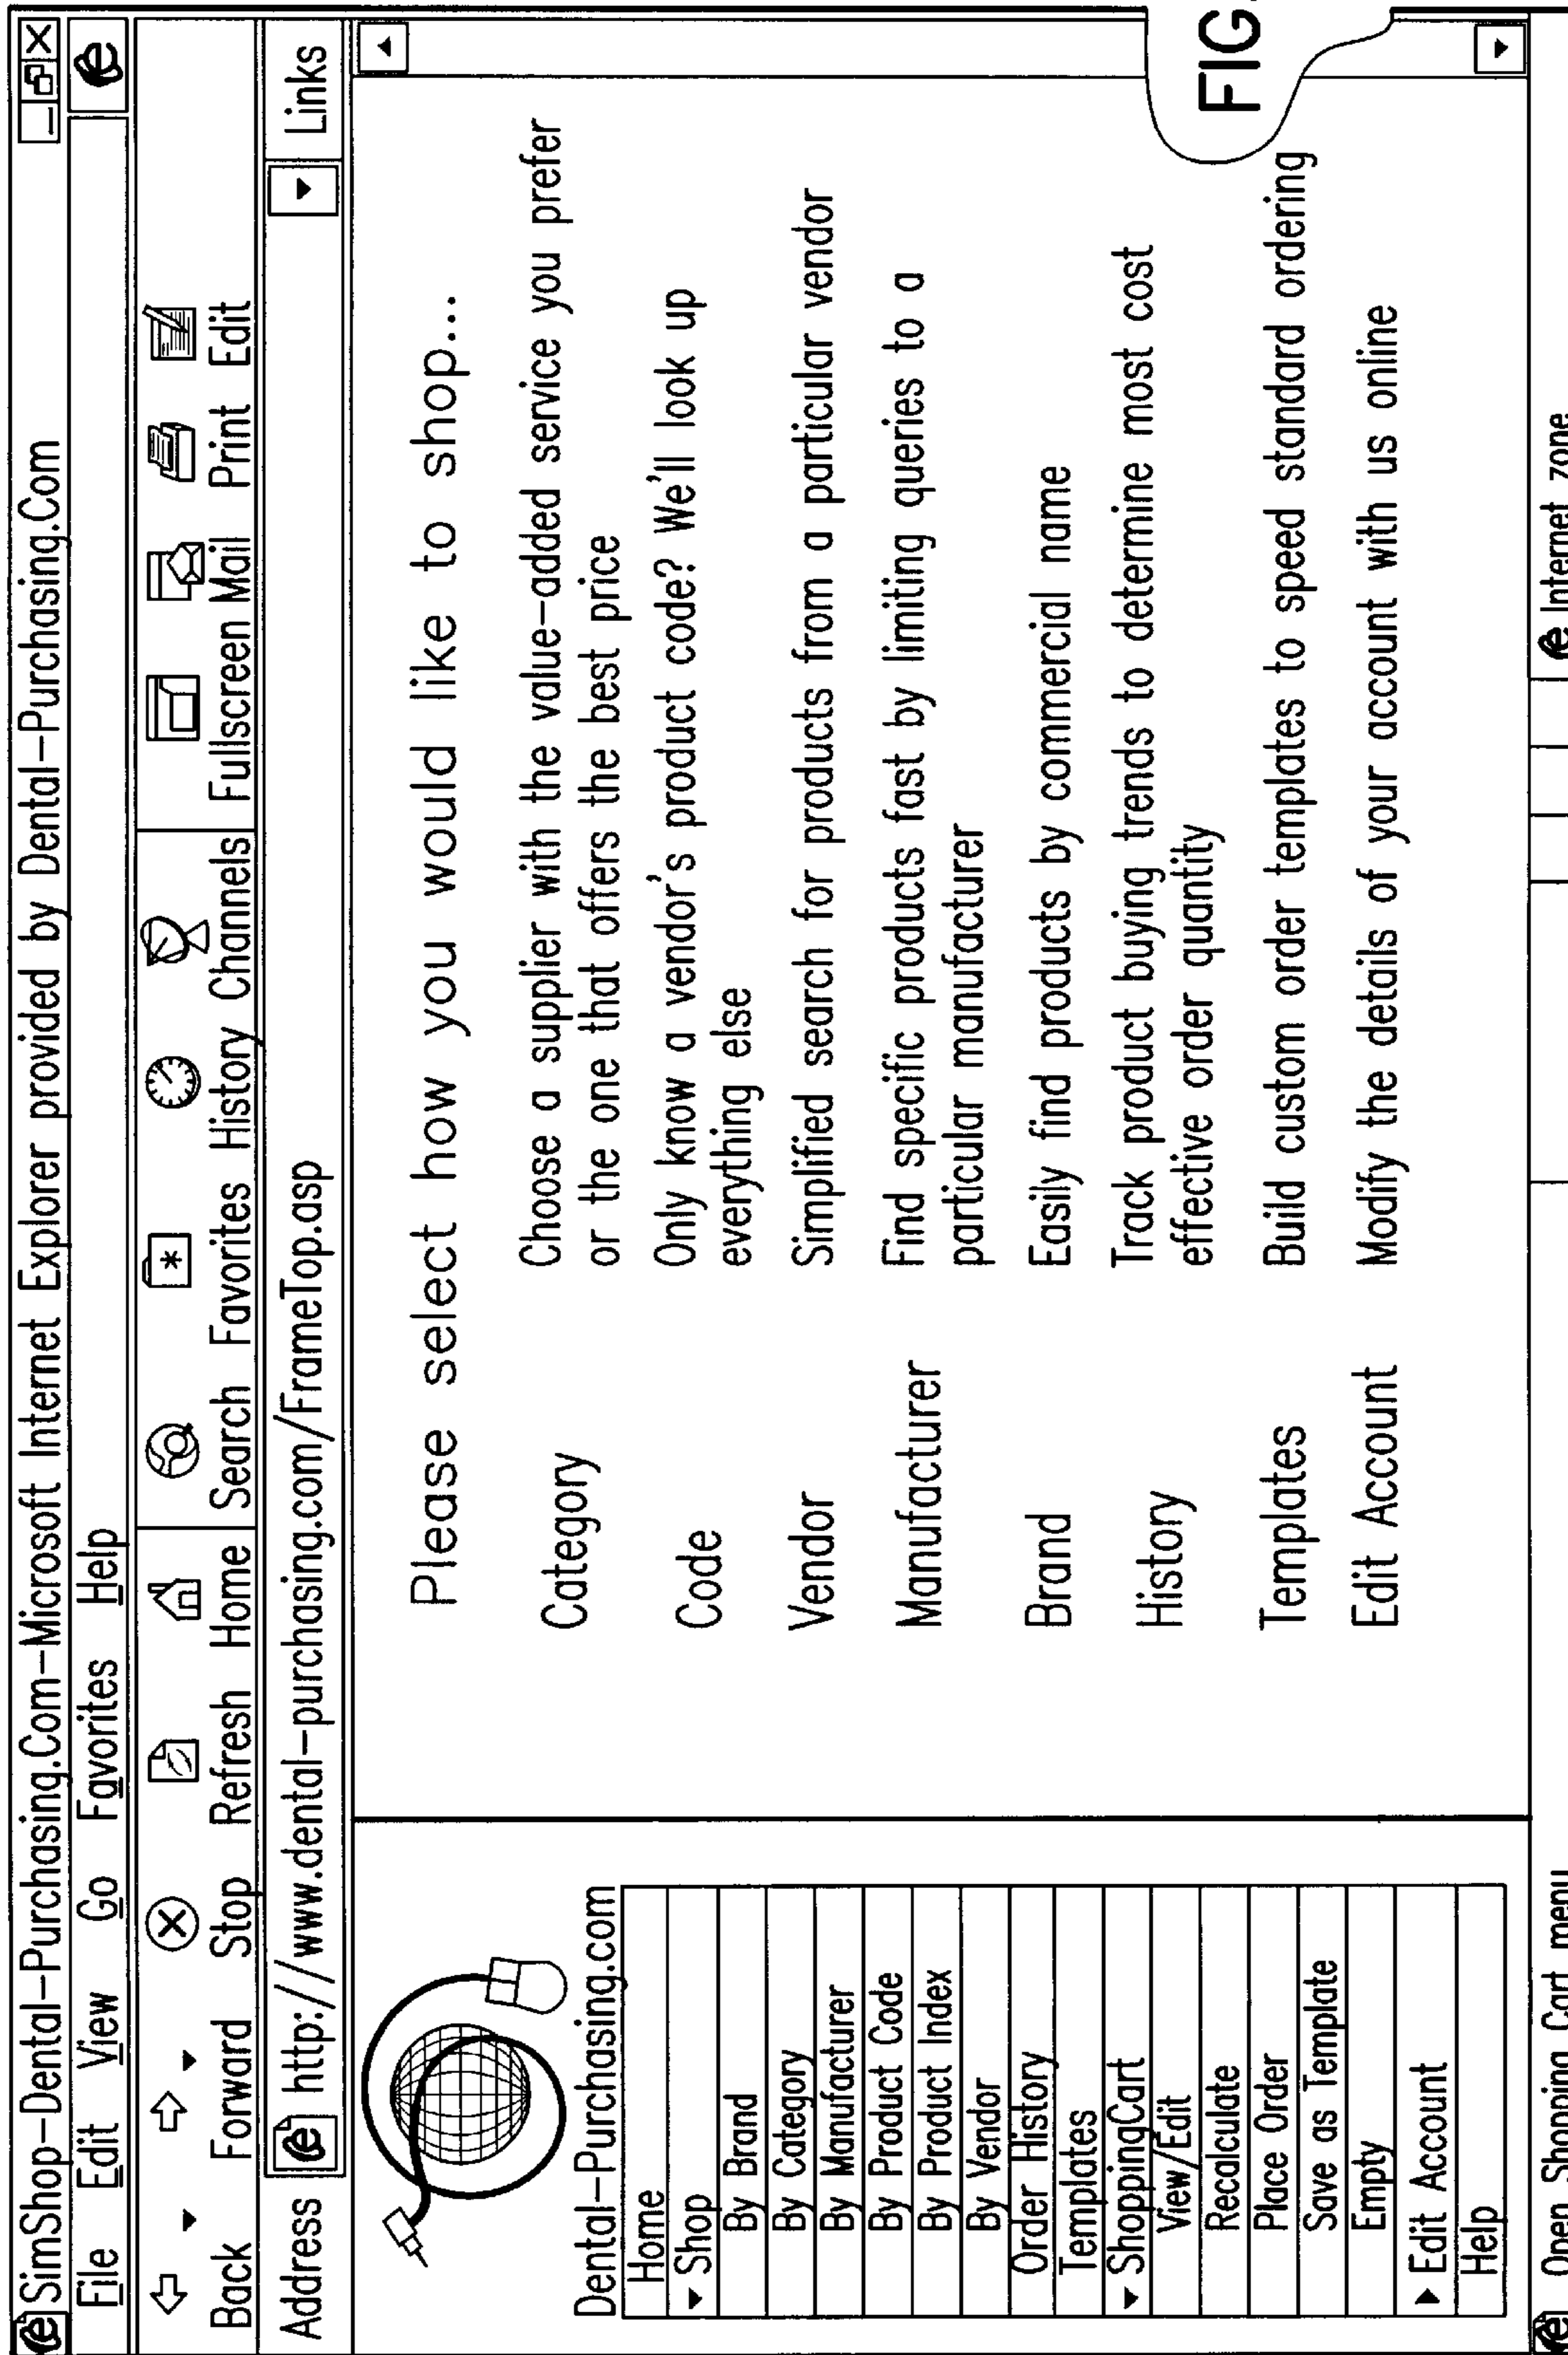 SimShop-Dental-Purchasing.Com-Microsoft Internet Explorer provided by Dental-Purchasing.Com
File Edit View Go Favorites Help
Back Forward Stop Refresh Home Search Favorites History Channels Fullscreen Mail Print Edit
Address http://www.dental-purchasing.com/FrameTop.asp Links
Dental-Purchasing.com
Home
Shop
By Brand
By Category
By Manufacturer
By Product Code
By Product Index
By Vendor
Order History
Templates
ShoppingCart
View/Edit
Recalculate
Place Order
Save as Template
Empty
Edit Account
Help
Please select how you would like to shop...
Category Choose a supplier with the value-added service you prefer
or the one that offers the best price
Code Only know a vendor's product code? We'll look up
everything else
Vendor Simplified search for products from a particular vendor
Manufacturer Find specific products fast by limiting queries to a
particular manufacturer
Brand Easily find products by commercial name
History Track product buying trends to determine most cost
effective order quantity
Templates Build custom order templates to speed standard ordering
Edit Account Modify the details of your account with us online
FIG
Open Shopping Cart menu Internet zone